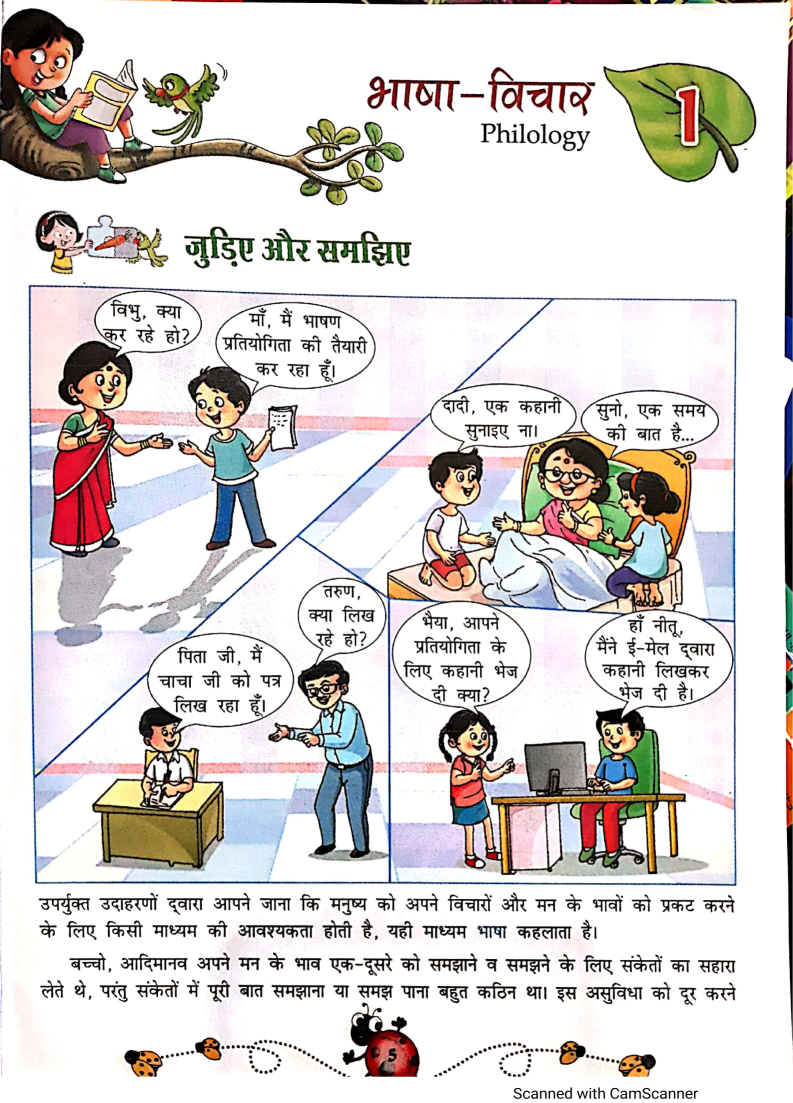 भाषा-विचार
Philology
1
जुड़िए और समझिए
विभु, क्या
कर रहे हो?
माँ, मैं भाषण
प्रतियोगिता की तैयारी
कर रहा हूँ।
दादी, एक कहानी
सुनाइए ना।
सुनो, एक समय
की बात है...
तरुण,
क्या लिख
रहे हो?
पिता जी, मैं
चाचा जी को पत्र
लिख रहा हूँ।
भैया, आपने
प्रतियोगिता के
लिए कहानी भेज
दी क्या?
हाँ नीतू,
मैंने ई-मेल द्वारा
कहानी लिखकर
भेज दी है।
उपर्युक्त उदाहरणों द्वारा आपने जाना कि मनुष्य को अपने विचारों और मन के भावों को प्रकट करने
के लिए किसी माध्यम की आवश्यकता होती है, यही माध्यम भाषा कहलाता है।
बच्चो, आदिमानव अपने मन के भाव एक-दूसरे को समझाने व समझने के लिए संकेतों का सहारा
लेते थे, परंतु संकेतों में पूरी बात समझाना या समझ पाना बहुत कठिन था। इस असुविधा को दूर करने
5
Scanned with CamScanner